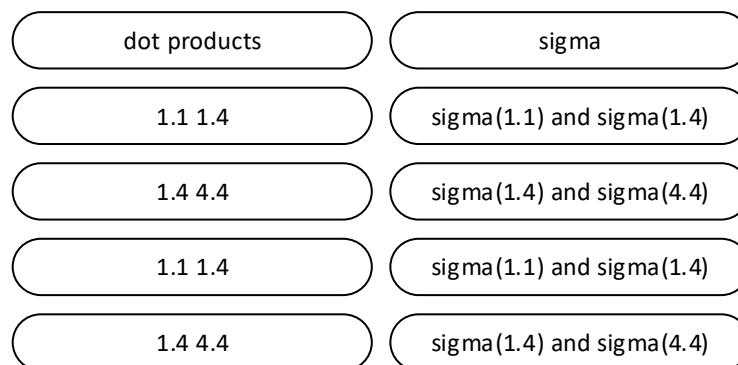 dot products sigma
1.1 1.4 sigma(1.1) and sigma(1.4)
1.4 4.4 sigma(1.4) and sigma(4.4)
1.1 1.4 sigma(1.1) and sigma(1.4)
1.4 4.4 sigma(1.4) and sigma(4.4)